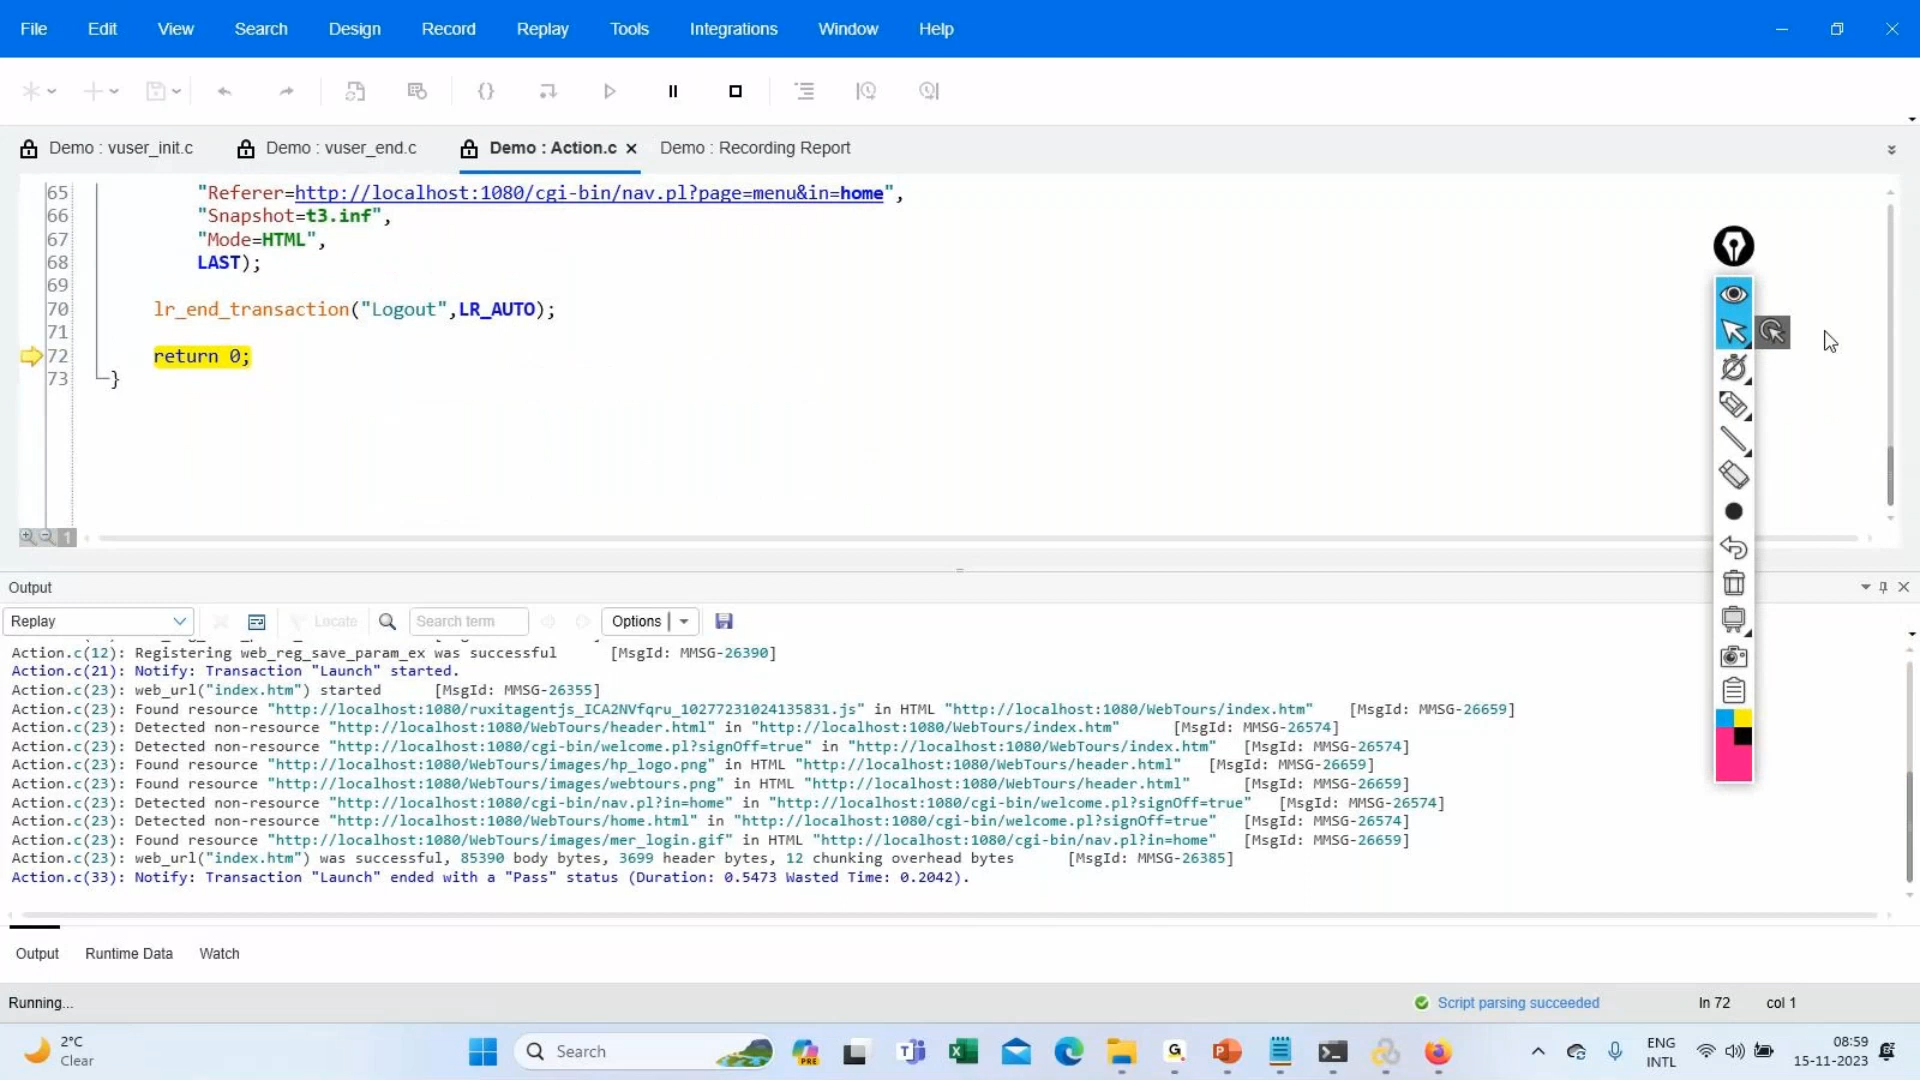 File Edit View Search Design Record Replay Tools Integrations Window Help
Demo : vuser_init.c Demo : vuser_end.c Demo : Action.c × Demo : Recording Report
65 "Referer=http://localhost:1080/cgi-bin/nav.pl?page=menu&in=home",
66 "Snapshot=t3.inf",
67 "Mode=HTML",
68 LAST);
69
70 lr_end_transaction("Logout",LR_AUTO);
71
72 return 0;
73 }
1
Output
Replay Locate Search term Options
Action.c(12): Registering web_reg_save_param_ex was successful [MsgId: MMSG-26390]
Action.c(21): Notify: Transaction "Launch" started.
Action.c(23): web_url("index.htm") started [MsgId: MMSG-26355]
Action.c(23): Found resource "http://localhost:1080/ruxitagentjs_ICA2NVfqru_10277231024135831.js" in HTML "http://localhost:1080/WebTours/index.htm" [MsgId: MMSG-26659]
Action.c(23): Detected non-resource "http://localhost:1080/WebTours/header.html" in "http://localhost:1080/WebTours/index.htm" [MsgId: MMSG-26574]
Action.c(23): Detected non-resource "http://localhost:1080/cgi-bin/welcome.pl?signOff=true" in "http://localhost:1080/WebTours/index.htm" [MsgId: MMSG-26574]
Action.c(23): Found resource "http://localhost:1080/WebTours/images/hp_logo.png" in HTML "http://localhost:1080/WebTours/header.html" [MsgId: MMSG-26659]
Action.c(23): Found resource "http://localhost:1080/WebTours/images/webtours.png" in HTML "http://localhost:1080/WebTours/header.html" [MsgId: MMSG-26659]
Action.c(23): Detected non-resource "http://localhost:1080/cgi-bin/nav.pl?in=home" in "http://localhost:1080/cgi-bin/welcome.pl?signOff=true" [MsgId: MMSG-26574]
Action.c(23): Detected non-resource "http://localhost:1080/WebTours/home.html" in "http://localhost:1080/cgi-bin/welcome.pl?signOff=true" [MsgId: MMSG-26574]
Action.c(23): Found resource "http://localhost:1080/WebTours/images/mer_login.gif" in HTML "http://localhost:1080/cgi-bin/nav.pl?in=home" [MsgId: MMSG-26659]
Action.c(23): web_url("index.htm") was successful, 85390 body bytes, 3699 header bytes, 12 chunking overhead bytes [MsgId: MMSG-26385]
Action.c(33): Notify: Transaction "Launch" ended with a "Pass" status (Duration: 0.5473 Wasted Time: 0.2042).
Output Runtime Data Watch
Running... Script parsing succeeded ln 72 col 1
2°C
Clear
Search
PRE
ENG
INTL
08:59
15-11-2023